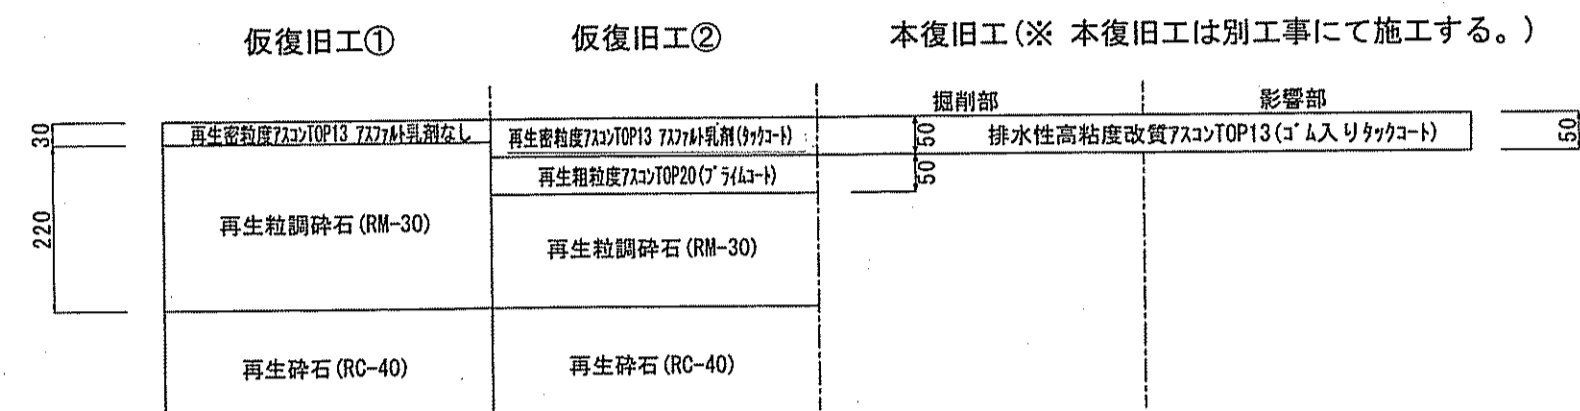 仮復旧工①
仮復旧工②
本復旧工(※ 本復旧工は別工事にて施工する。)
掘削部
影響部
30
再生密粒度ｱｽｺﾝTOP13 ｱｽﾌｧﾙﾄ乳剤なし
再生密粒度ｱｽｺﾝTOP13 ｱｽﾌｧﾙﾄ乳剤(ﾀｯｸｺｰﾄ)
50
排水性高粘度改質ｱｽｺﾝTOP13(ｺﾞﾑ入りﾀｯｸｺｰﾄ)
50
再生粗粒度ｱｽｺﾝTOP20(ﾌﾟﾗｲﾑｺｰﾄ)
50
220
再生粒調砕石(RM-30)
再生粒調砕石(RM-30)
再生砕石(RC-40)
再生砕石(RC-40)